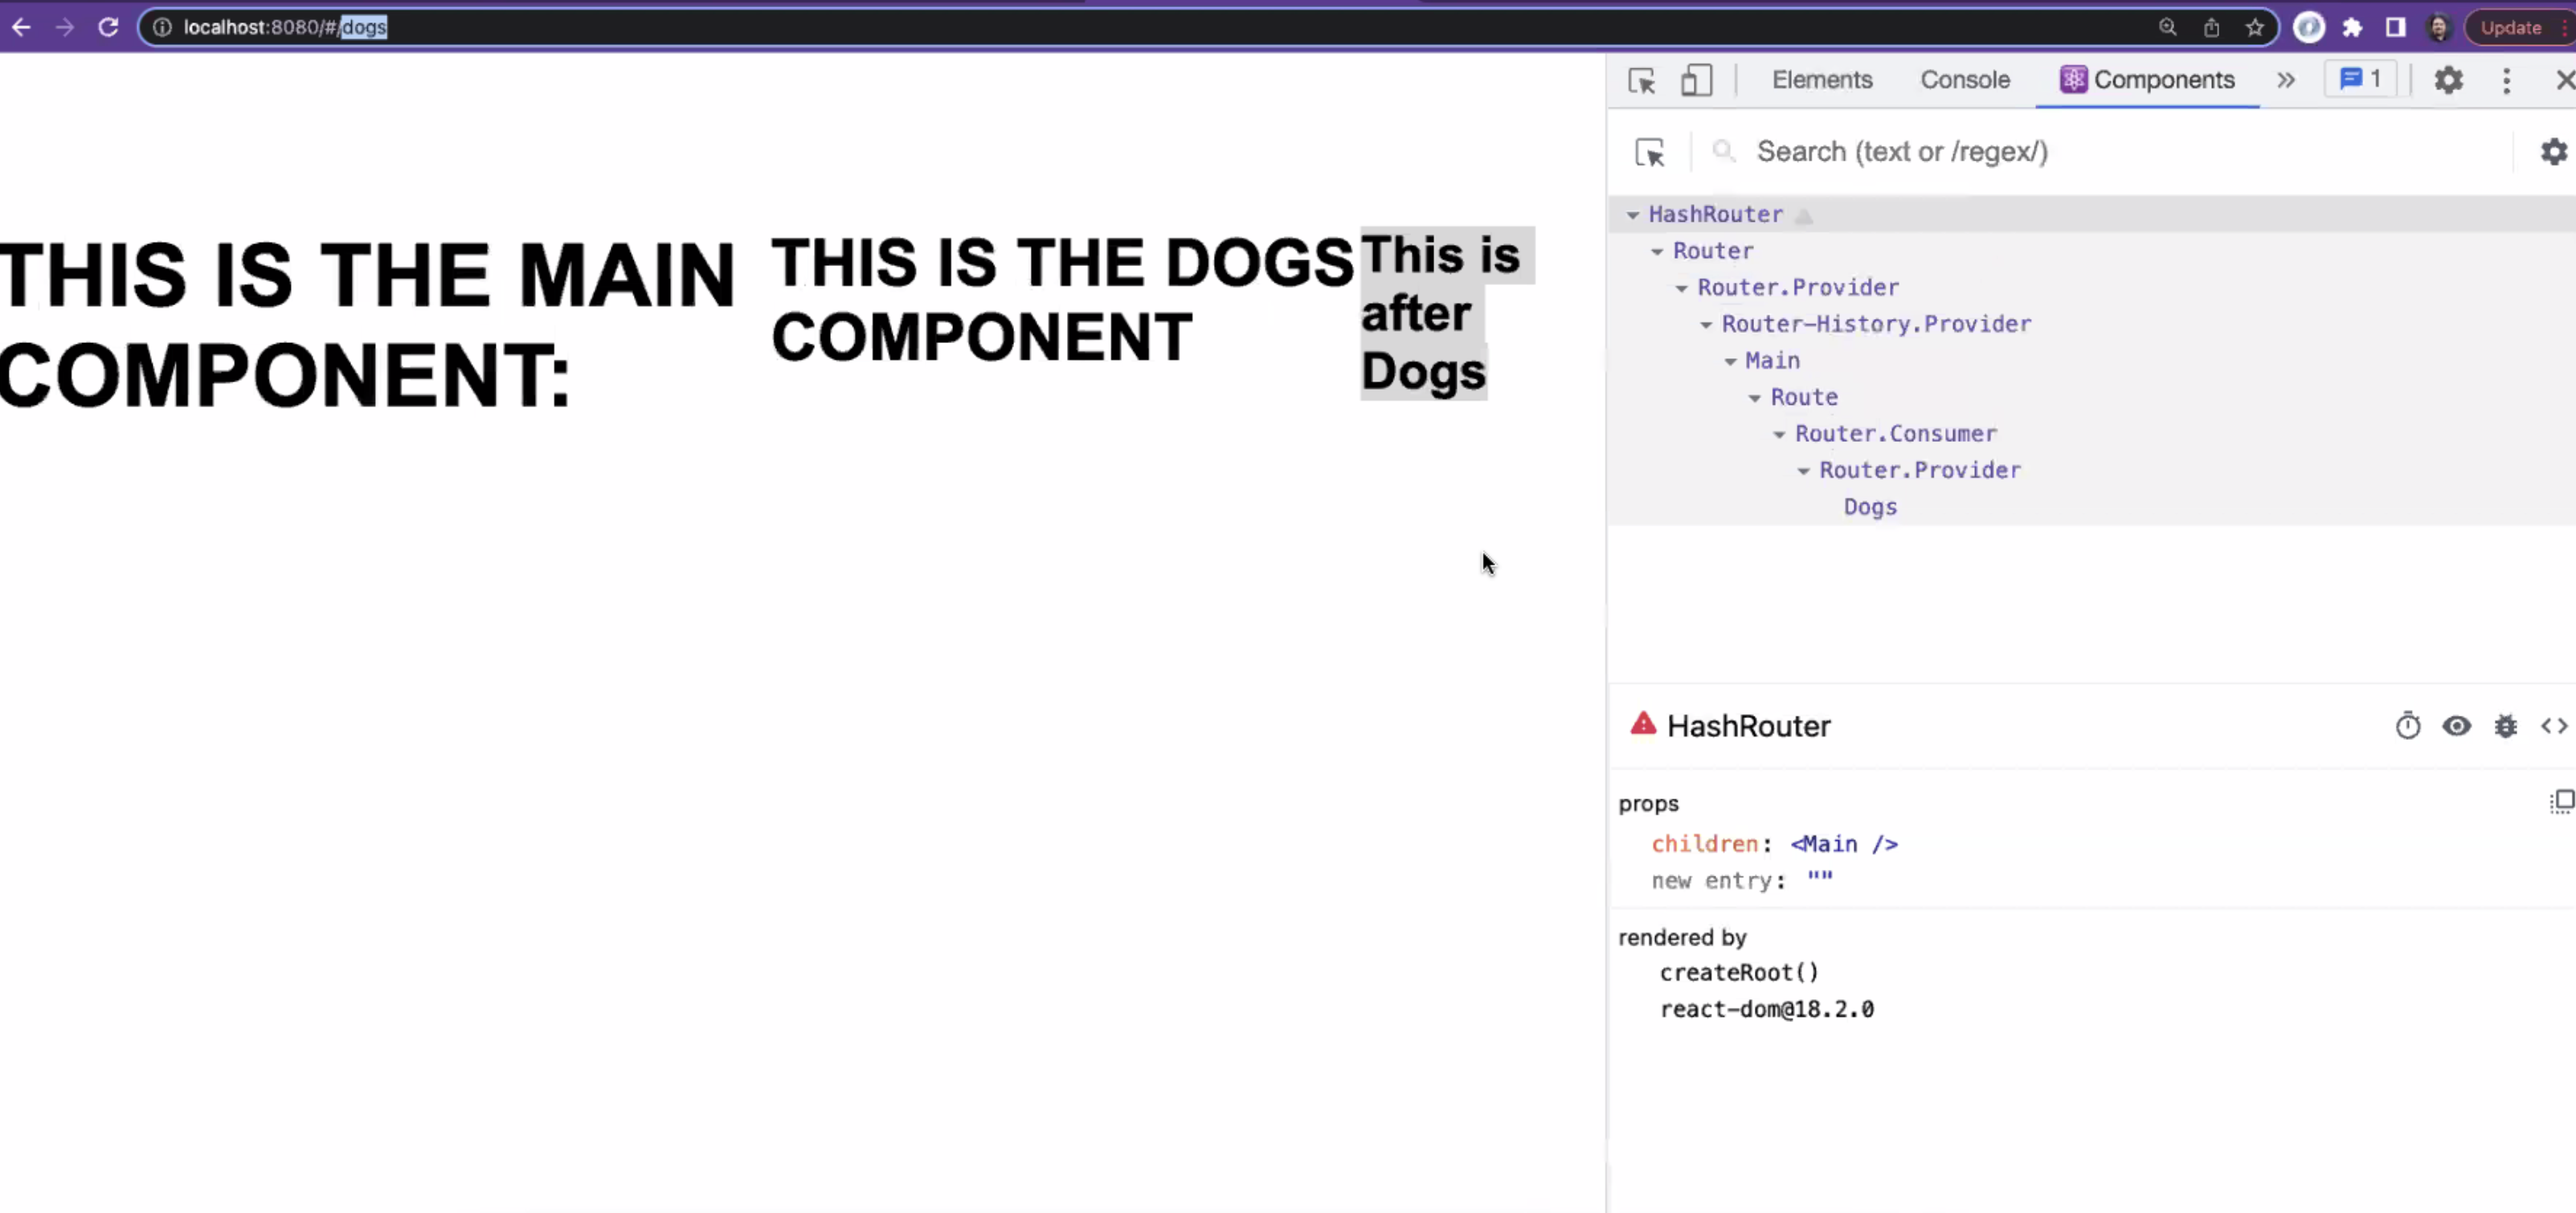 localhost:8080/#/dogs
Update
Elements
Console
Components
1
Search (text or /regex/)
THIS IS THE MAIN
COMPONENT:
THIS IS THE DOGS
COMPONENT
This is
after
Dogs
HashRouter
Router
Router.Provider
Router-History.Provider
Main
Route
Router.Consumer
Router.Provider
Dogs
HashRouter
props
children: <Main />
new entry: ""
rendered by
createRoot()
react-dom@18.2.0